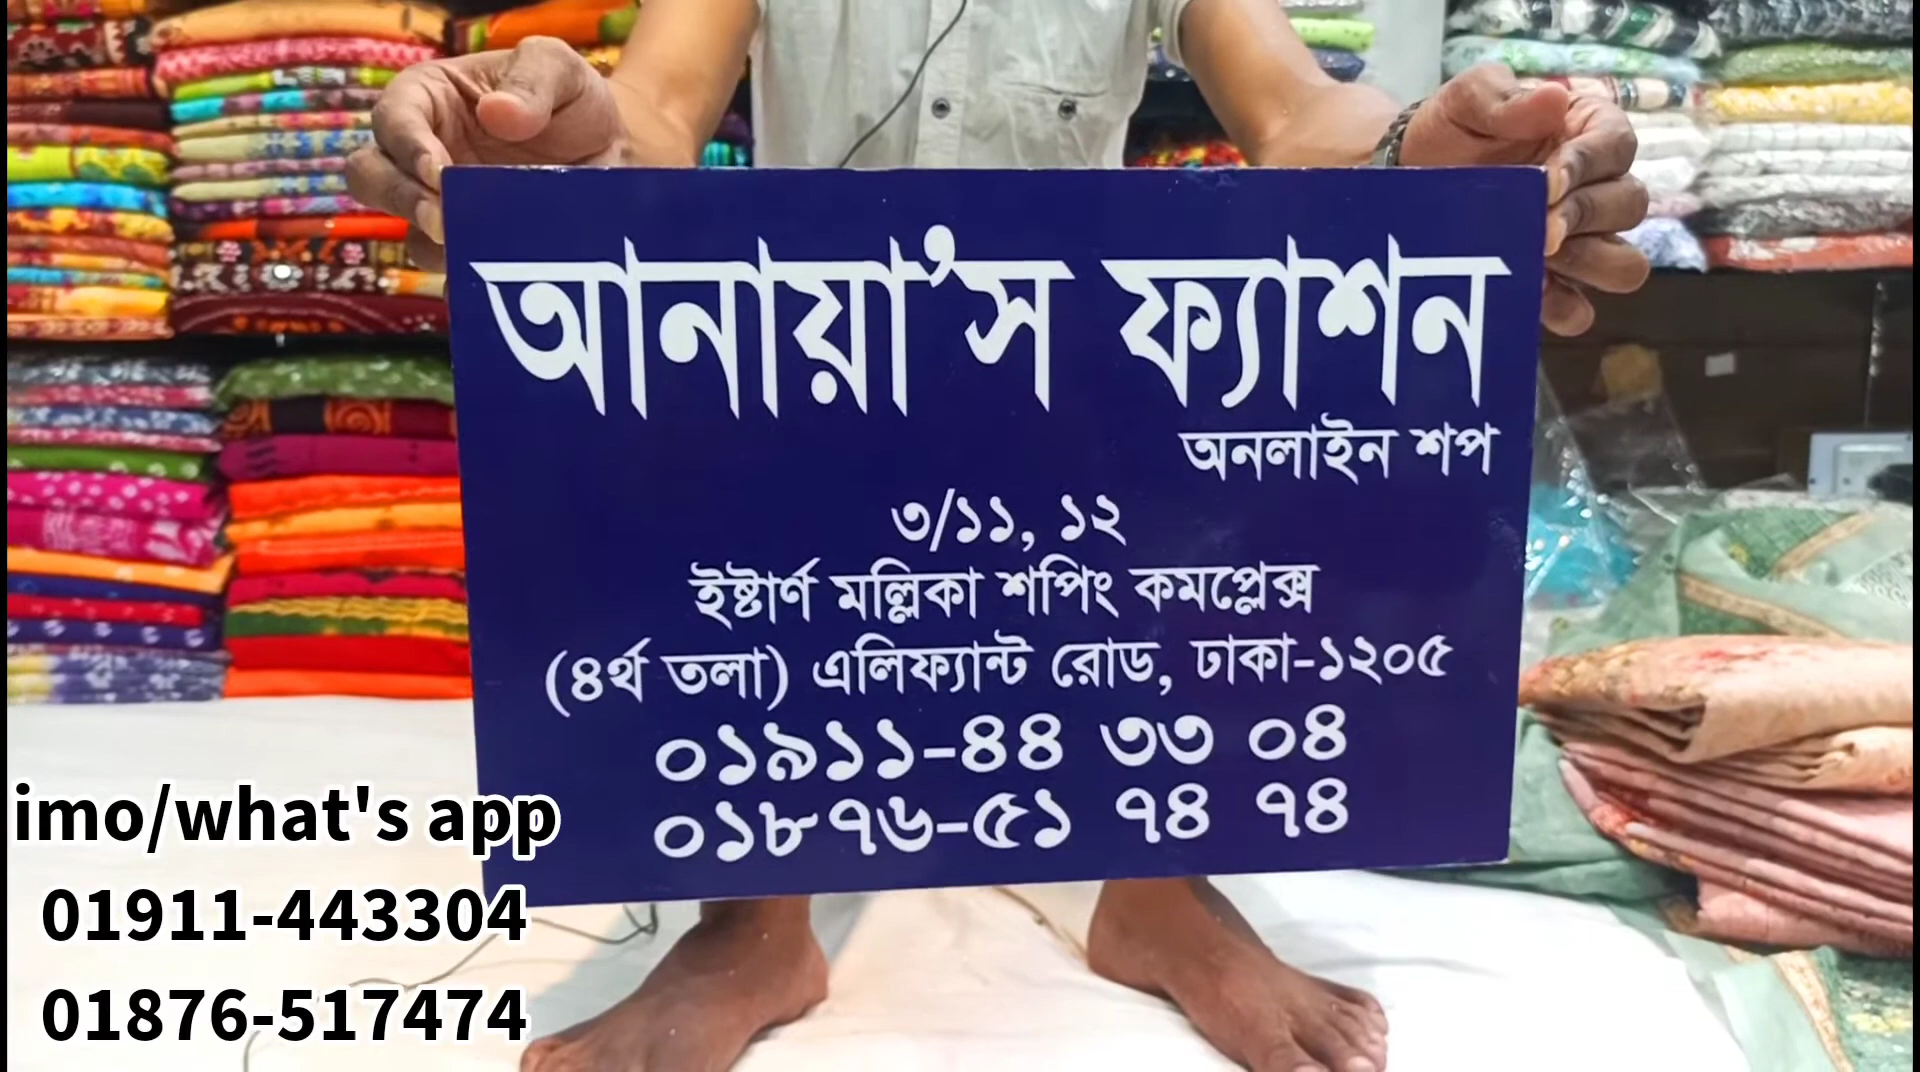 আনায়া'স ফ্যাশন
অনলাইন শপ
৩/১১, ১২
ইষ্টার্ণ মল্লিকা শপিং কমপ্লেক্স
(৪র্থ তলা) এলিফ্যান্ট রোড, ঢাকা-১২০৫
০১৯১১-৪৪ ৩৩ ০৪
০১৮৭৬-৫১ ৭৪ ৭৪
imo/what's app
01911-443304
01876-517474